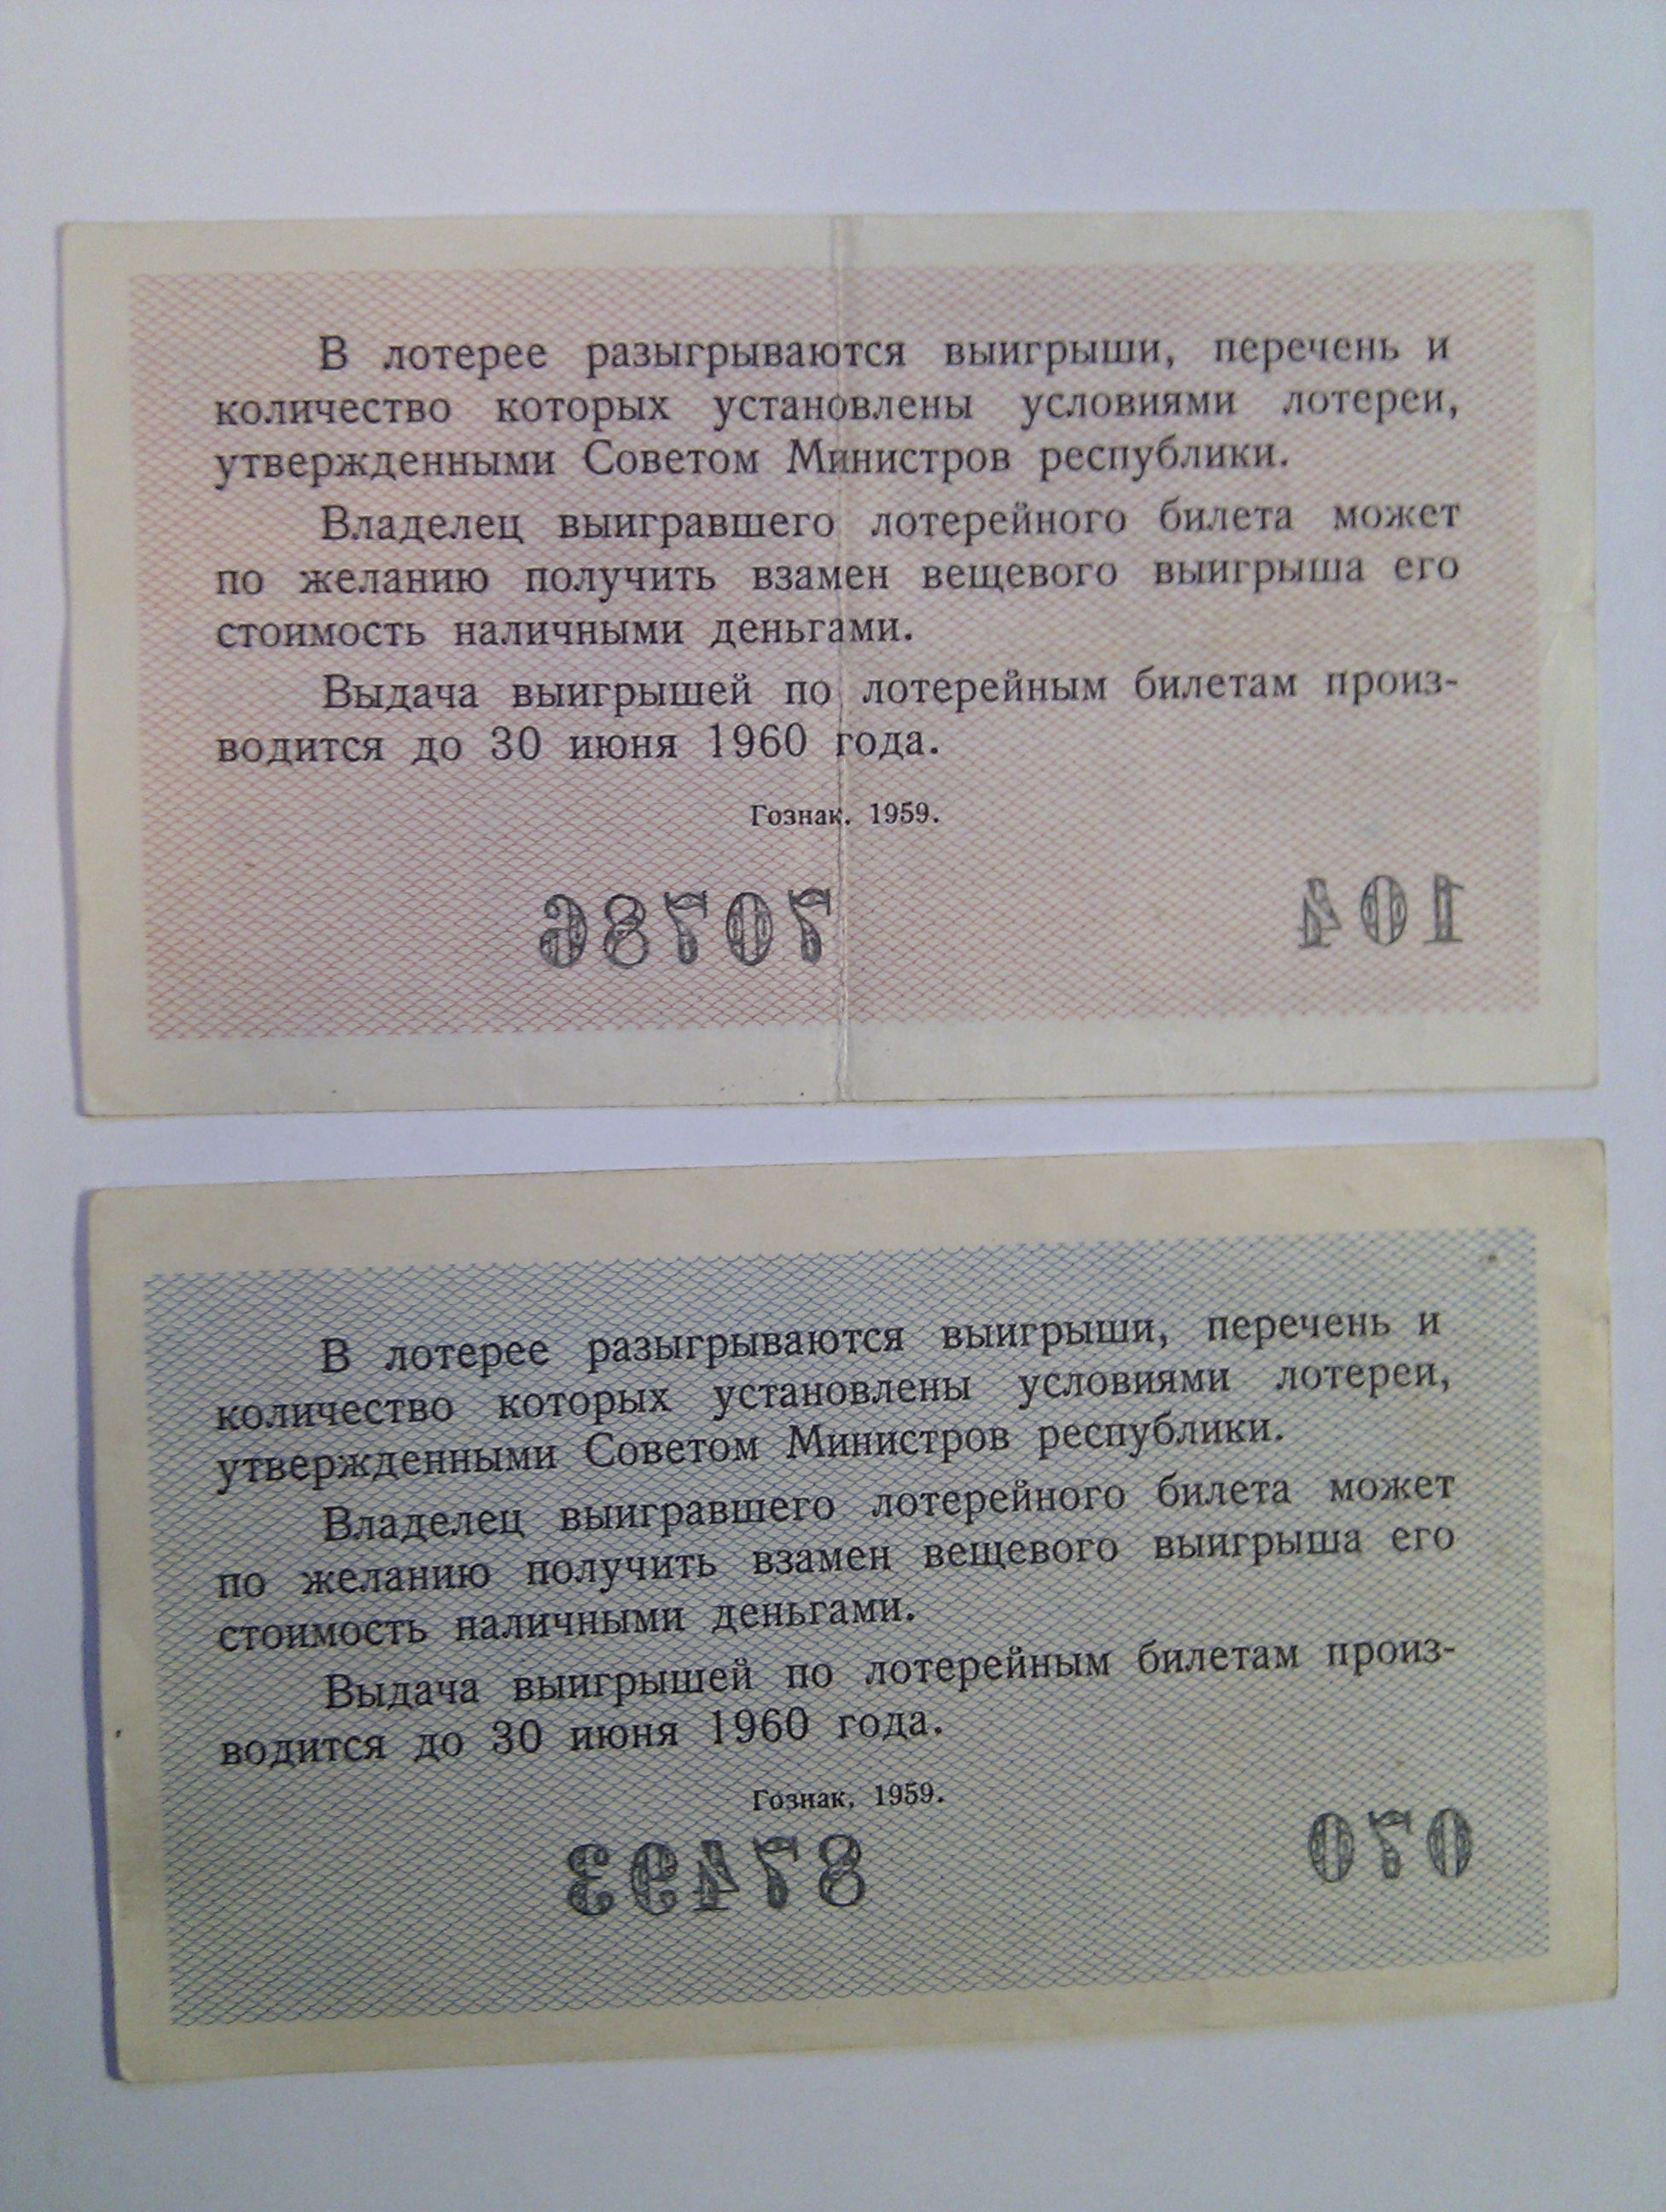 В лотерее разыгрываются выигрыши, перечень и
количество которых установлены условиями лотереи,
утвержденными Советом Министров республики.
Владелец выигравшего лотерейного билета может
по желанию получить взамен вещевого выигрыша его
стоимость наличными деньгами.
Выдача выигрышей по лотерейным билетам произ-
водится до 30 июня 1960 года.
Гознак. 1959.
70786 104
В лотерее разыгрываются выигрыши, перечень и
количество которых установлены условиями лотереи,
утвержденными Советом Министров республики.
Владелец выигравшего лотерейного билета может
по желанию получить взамен вещевого выигрыша его
стоимость наличными деньгами.
Выдача выигрышей по лотерейным билетам произ-
водится до 30 июня 1960 года.
Гознак. 1959.
87493 070